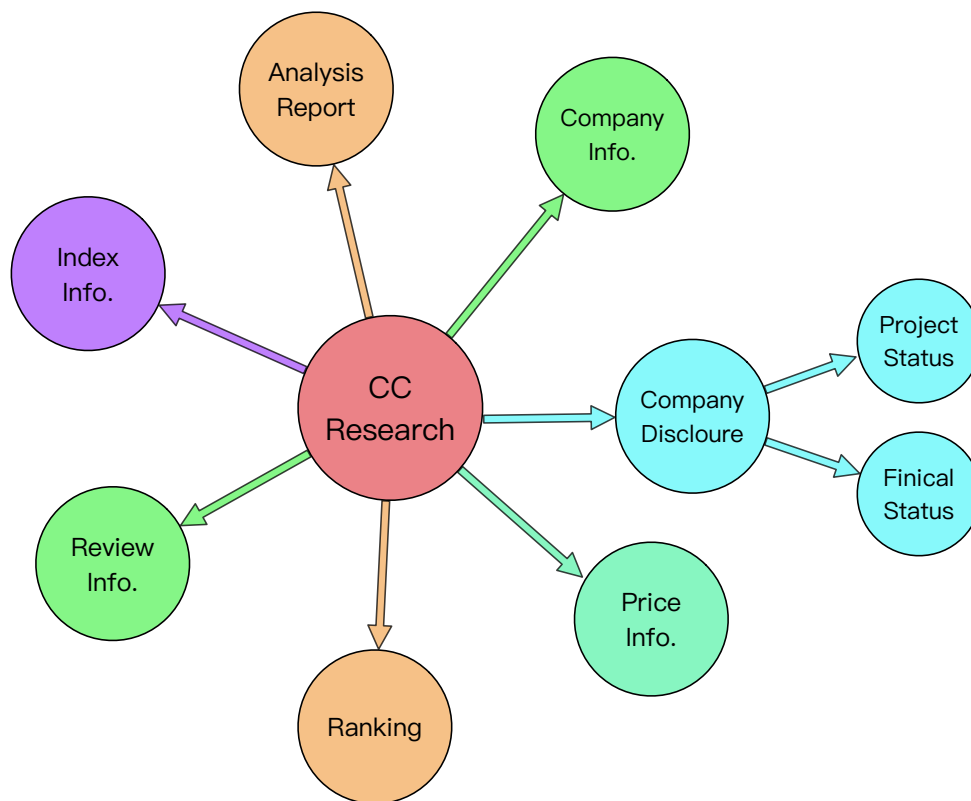 Analysis
Report
Company
Info.
Index
Info.
Project
Status
CC
Research
Company
Discloure
Finical
Status
Review
Info.
Price
Info.
Ranking